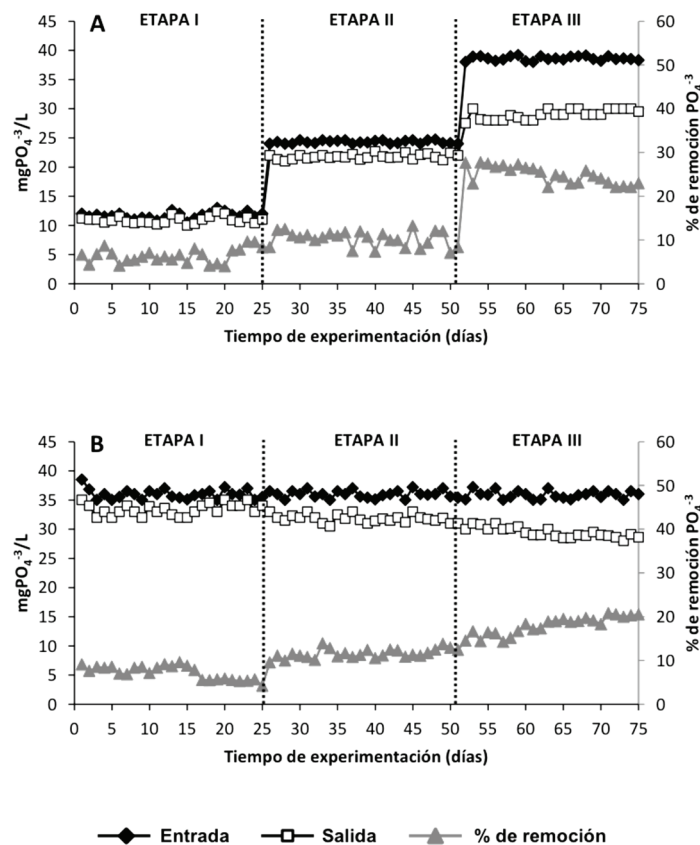 A
ETAPA I ETAPA II ETAPA III
45 60
40
35 50
30 40
25
20 30
15 20
10
5 10
0 0
mgPO₄⁻³/L
% de remoción PO₄⁻³
0 5 10 15 20 25 30 35 40 45 50 55 60 65 70 75
Tiempo de experimentación (días)
B
ETAPA I ETAPA II ETAPA III
45 60
40
35 50
30 40
25
20 30
15 20
10
5 10
0 0
mgPO₄⁻³/L
% de remoción PO₄⁻³
0 5 10 15 20 25 30 35 40 45 50 55 60 65 70 75
Tiempo de experimentación (días)
Entrada Salida % de remoción